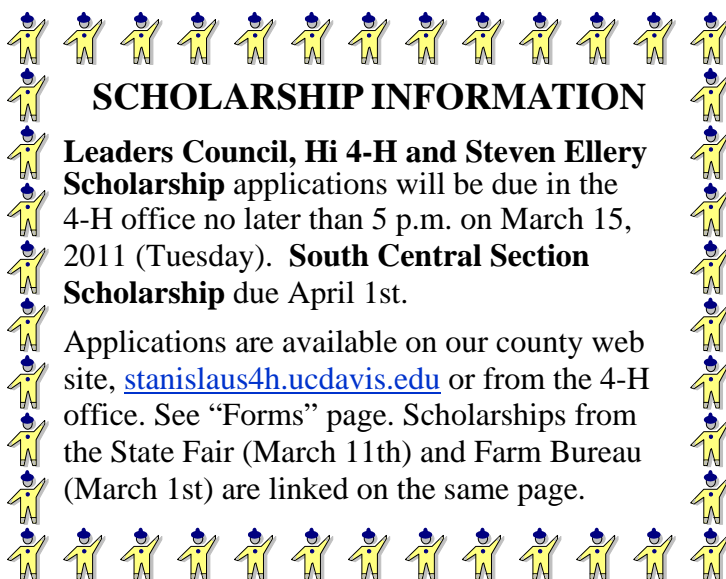 SCHOLARSHIP INFORMATION
Leaders Council, Hi 4-H and Steven Ellery
Scholarship applications will be due in the
4-H office no later than 5 p.m. on March 15,
2011 (Tuesday).  South Central Section
Scholarship due April 1st.
Applications are available on our county web
site, stanislaus4h.ucdavis.edu or from the 4-H
office. See “Forms” page. Scholarships from
the State Fair (March 11th) and Farm Bureau
(March 1st) are linked on the same page.